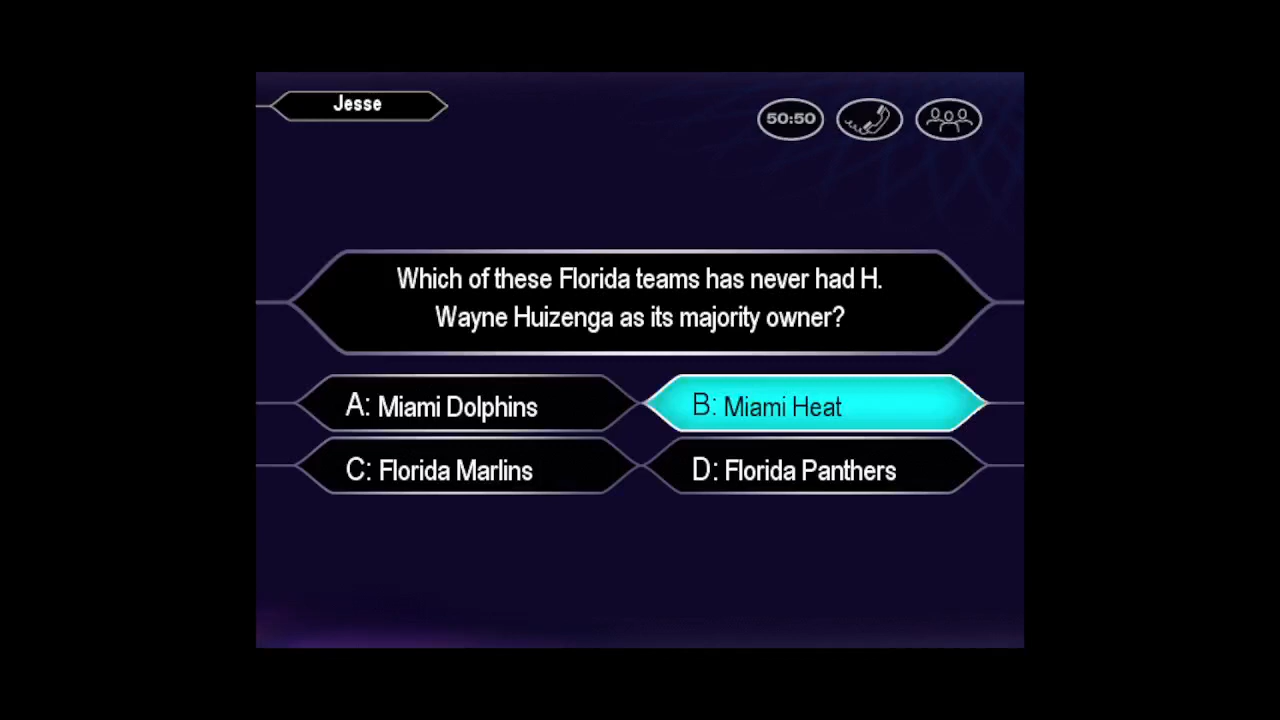 Jesse
50:50
Which of these Florida teams has never had H.
Wayne Huizenga as its majority owner?
A: Miami Dolphins
B: Miami Heat
C: Florida Marlins
D: Florida Panthers